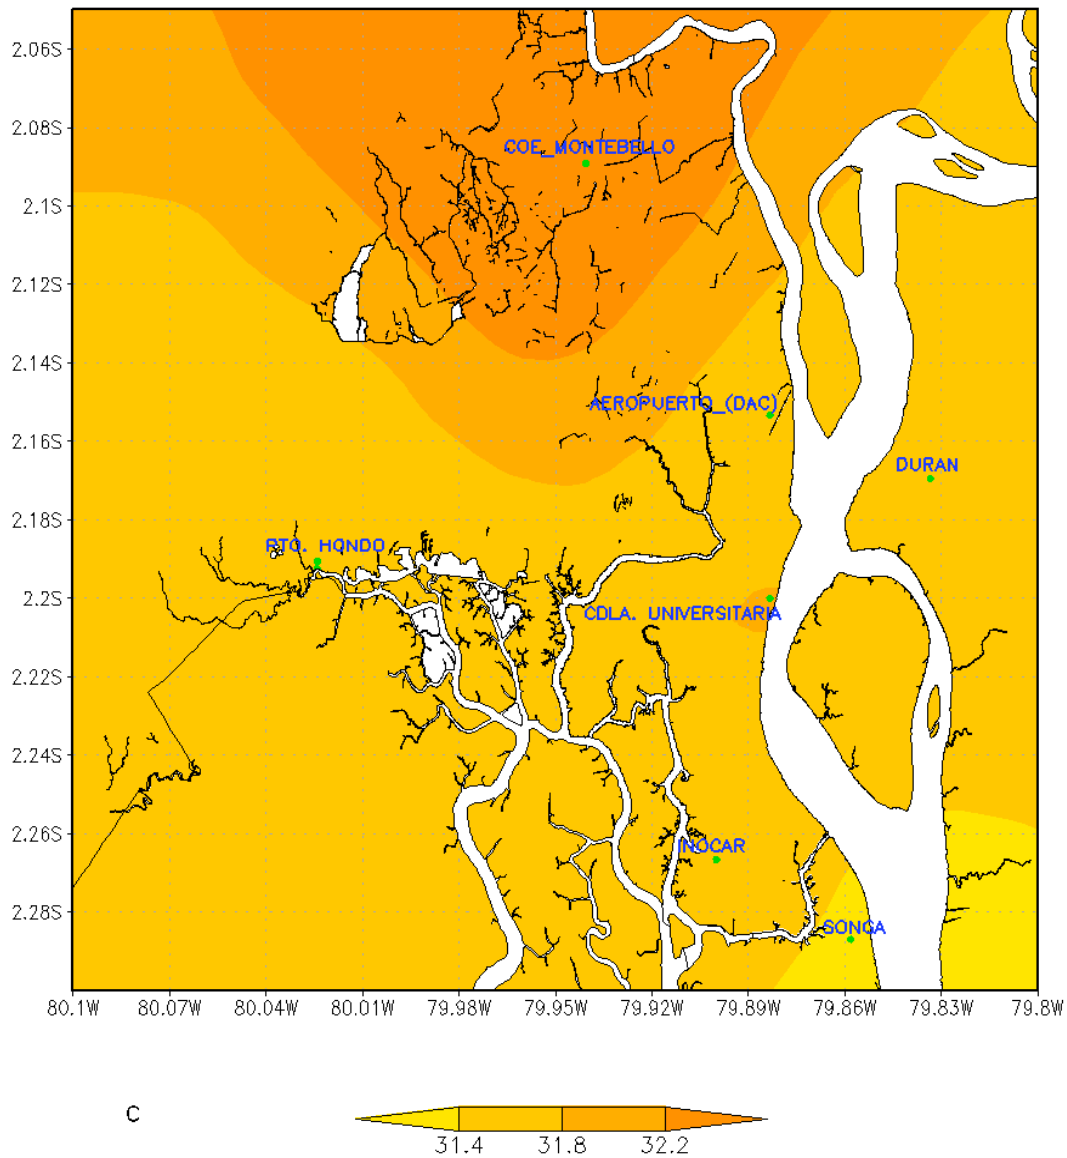 2.06S
2.08S
COE_MONTEBELLO
2.1S
2.12S
2.14S
AEROPUERTO_(DAC)
2.16S
DURAN
2.18S
PTO. HONDO
2.2S
CDLA. UNIVERSITARIA
2.22S
2.24S
2.26S
INOCAR
2.28S
SONGA
80.1W 80.07W 80.04W 80.01W 79.98W 79.95W 79.92W 79.89W 79.86W 79.83W 79.8W
C
31.4 31.8 32.2